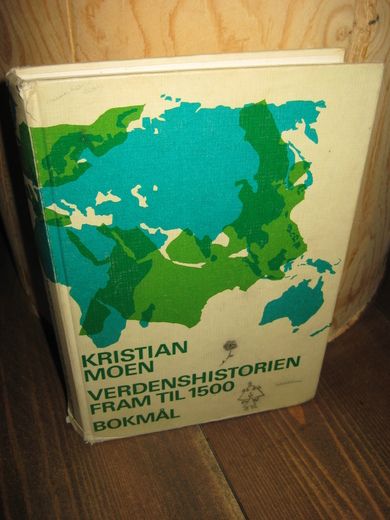 KRISTIAN
MOEN
VERDENSHISTORIEN
FRAM TIL 1500
BOKMÅL